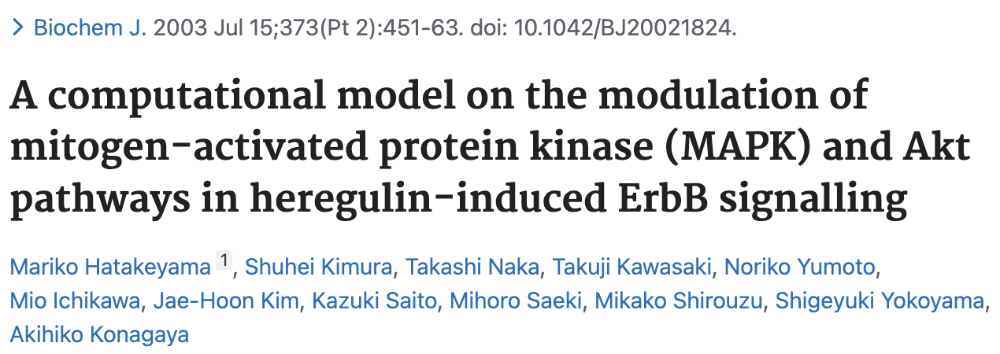 > Biochem J. 2003 Jul 15;373(Pt 2):451-63. doi: 10.1042/BJ20021824.
A computational model on the modulation of
mitogen-activated protein kinase (MAPK) and Akt
pathways in heregulin-induced ErbB signalling
Mariko Hatakeyama 1, Shuhei Kimura, Takashi Naka, Takuji Kawasaki, Noriko Yumoto,
Mio Ichikawa, Jae-Hoon Kim, Kazuki Saito, Mihoro Saeki, Mikako Shirouzu, Shigeyuki Yokoyama,
Akihiko Konagaya